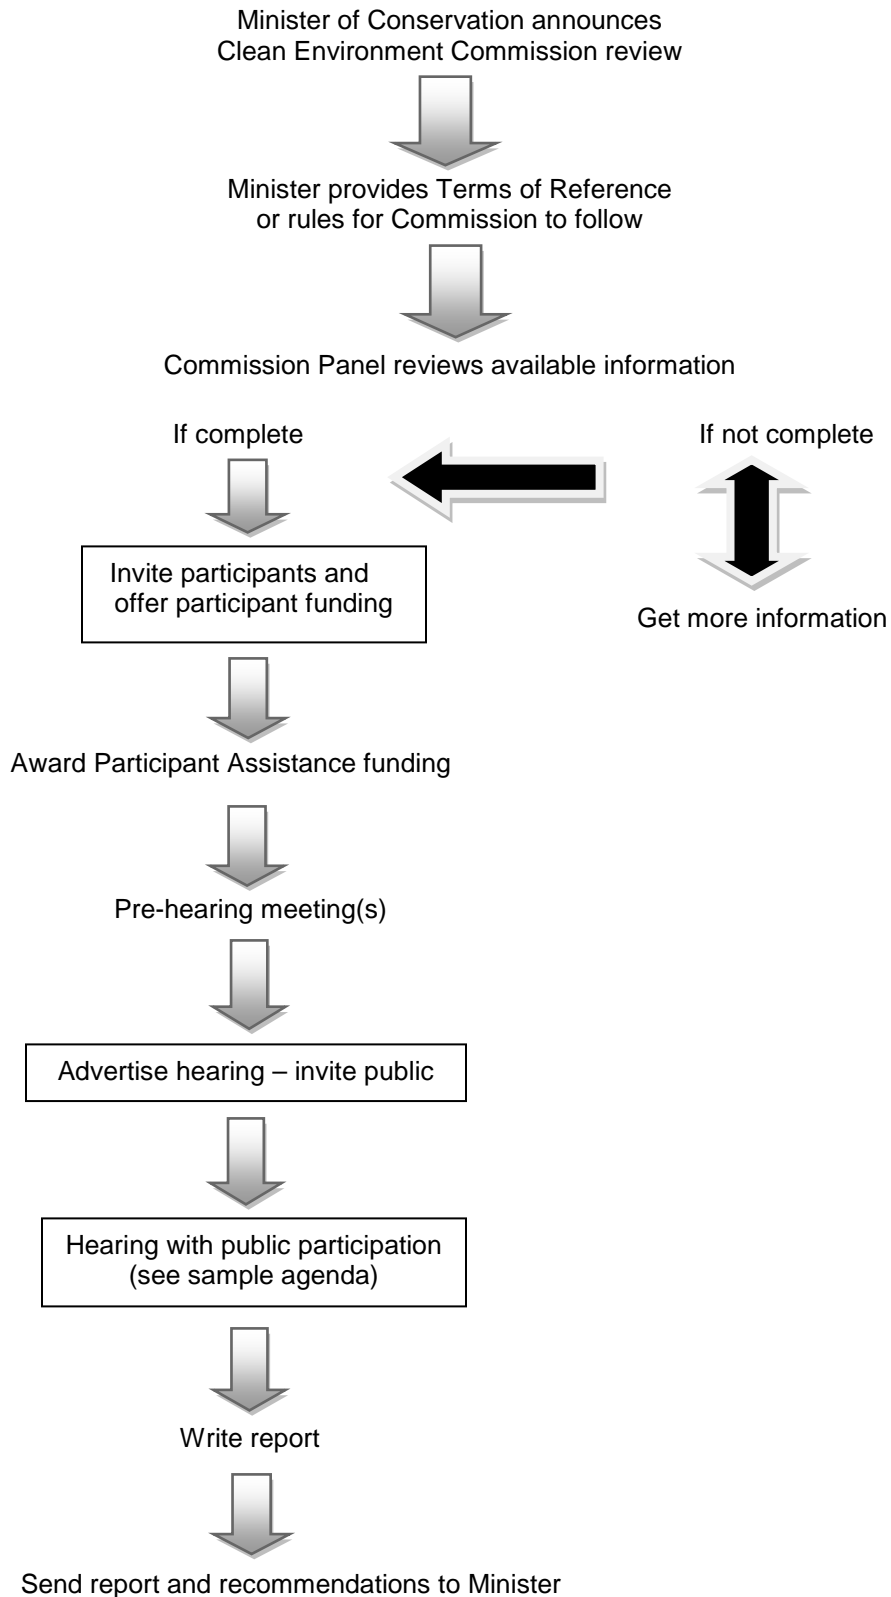 Minister of Conservation announces
Clean Environment Commission review
Minister provides Terms of Reference
or rules for Commission to follow
Commission Panel reviews available information
If complete
If not complete
Invite participants and
offer participant funding
Get more information
Award Participant Assistance funding
Pre-hearing meeting(s)
Advertise hearing – invite public
Hearing with public participation
(see sample agenda)
Write report
Send report and recommendations to Minister